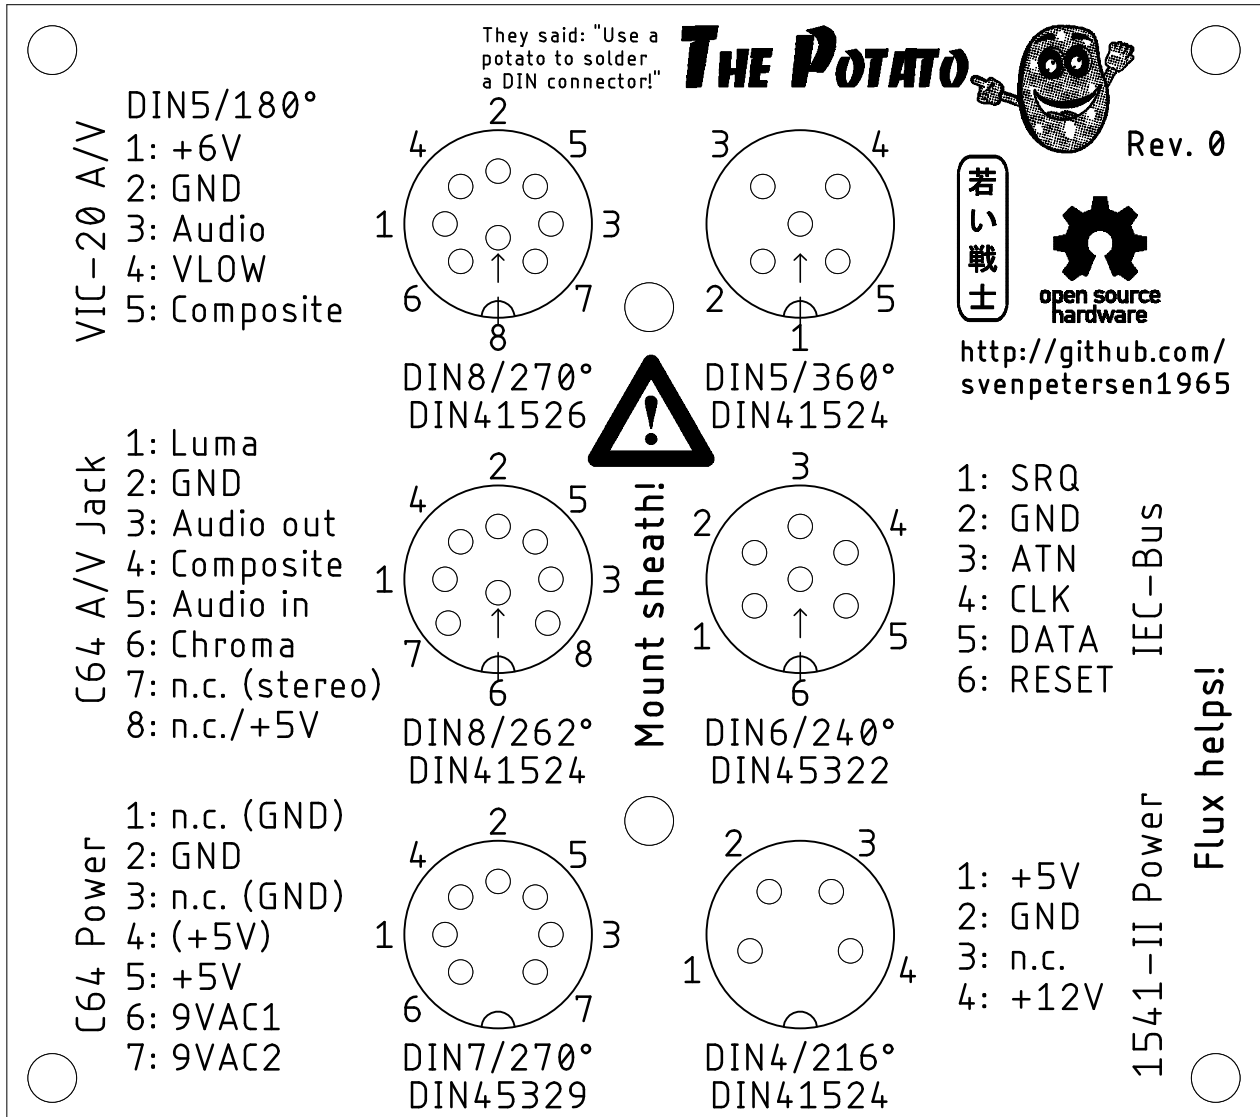 They said: "Use a
potato to solder
a DIN connector!"
THE POTATO
Rev. 0
若い戦士
open source
hardware
http://github.com/
svenpetersen1965
VIC-20 A/V
DIN5/180°
1: +6V
2: GND
3: Audio
4: VLOW
5: Composite
2
4 5
1 3
6 7
8
DIN8/270°
DIN41526
3 4
2 5
1
DIN5/360°
DIN41524
C64 A/V Jack
1: Luma
2: GND
3: Audio out
4: Composite
5: Audio in
6: Chroma
7: n.c. (stereo)
8: n.c./+5V
2
4 5
1 3
7 8
6
DIN8/262°
DIN41524
!
Mount sheath!
3
2 4
1 5
6
DIN6/240°
DIN45322
1: SRQ
2: GND
3: ATN
4: CLK
5: DATA
6: RESET
IEC-Bus
Flux helps!
C64 Power
1: n.c. (GND)
2: GND
3: n.c. (GND)
4: (+5V)
5: +5V
6: 9VAC1
7: 9VAC2
2
4 5
1 3
6 7
DIN7/270°
DIN45329
2 3
1 4
DIN4/216°
DIN41524
1: +5V
2: GND
3: n.c.
4: +12V
1541-II Power